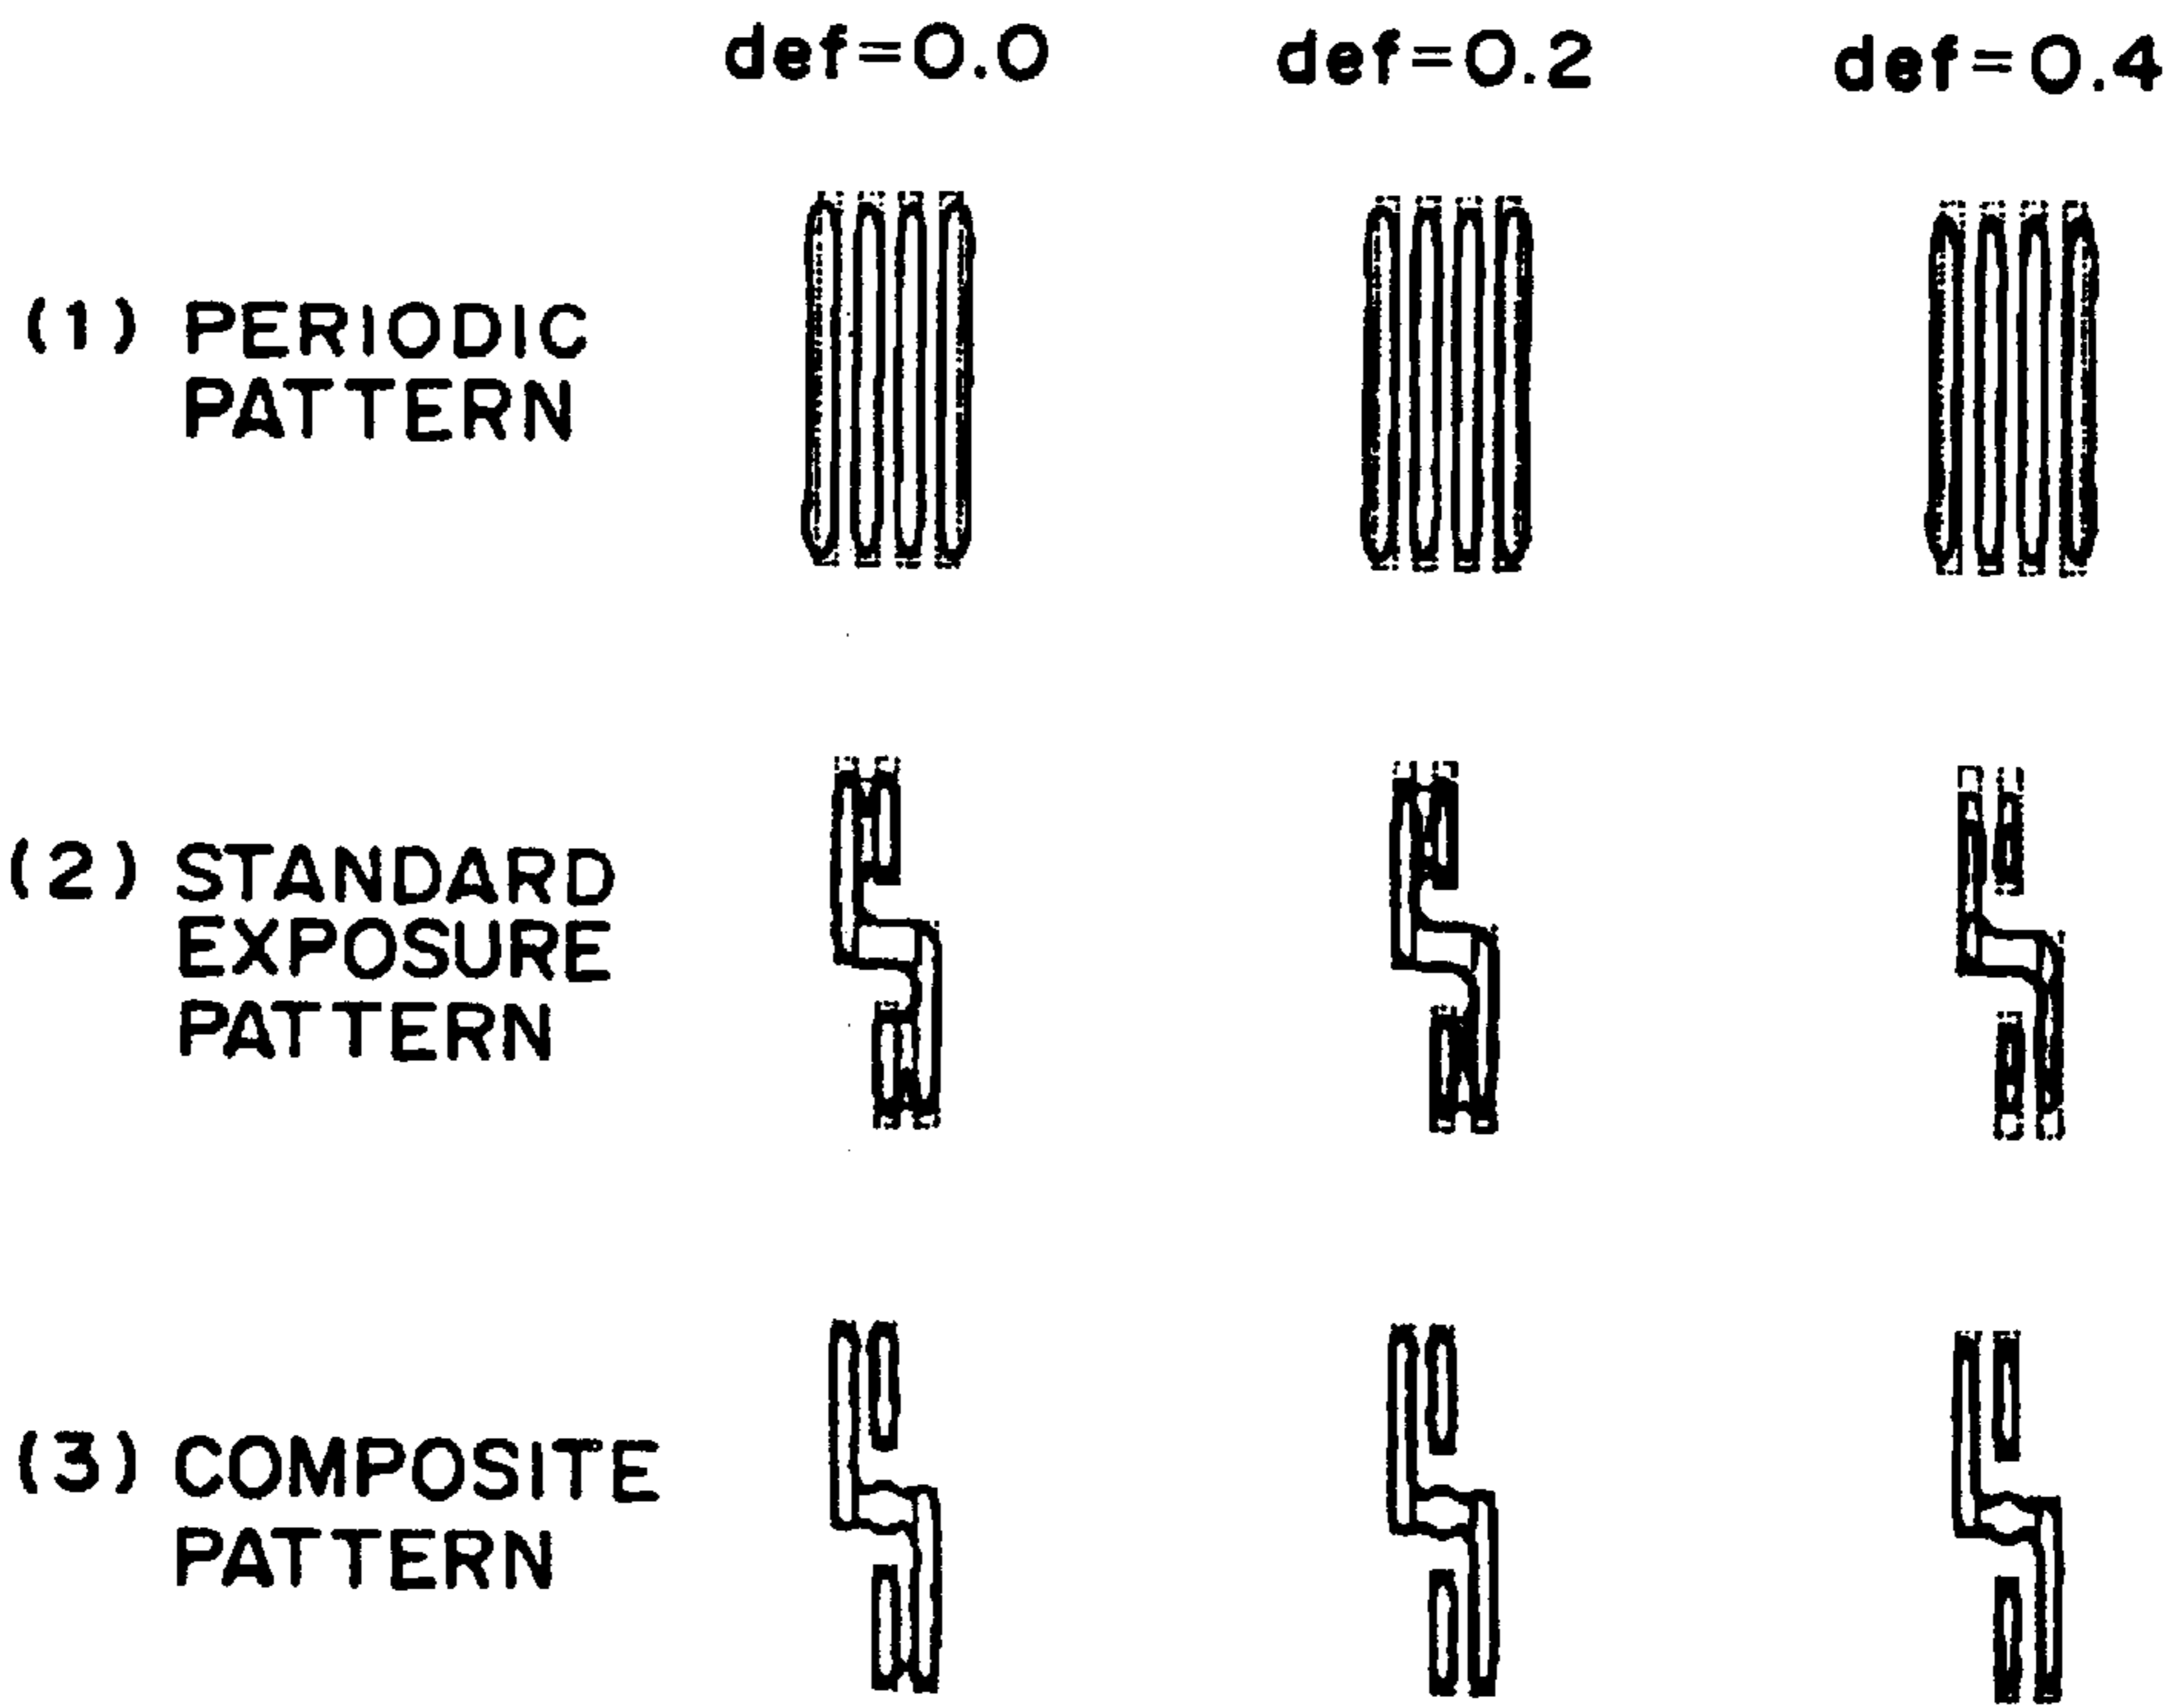 def=0.0 def=0.2 def=0.4
(1) PERIODIC
PATTERN
(2) STANDARD
EXPOSURE
PATTERN
(3) COMPOSITE
PATTERN